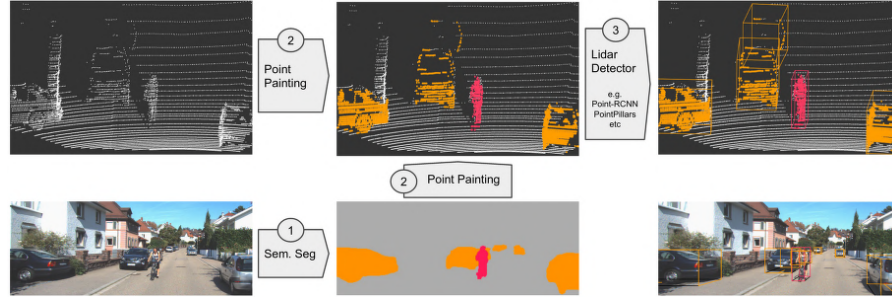 2
Point
Painting
3
Lidar
Detector
e.g.
Point-RCNN
PointPillars
etc
2
Point Painting
1
Sem. Seg